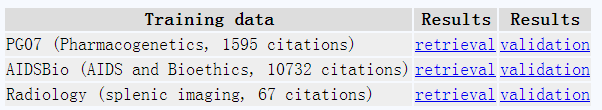 Training data Results Results
PG07 (Pharmacogenetics, 1595 citations) retrieval validation
AIDSBio (AIDS and Bioethics, 10732 citations) retrieval validation
Radiology (splenic imaging, 67 citations) retrieval validation